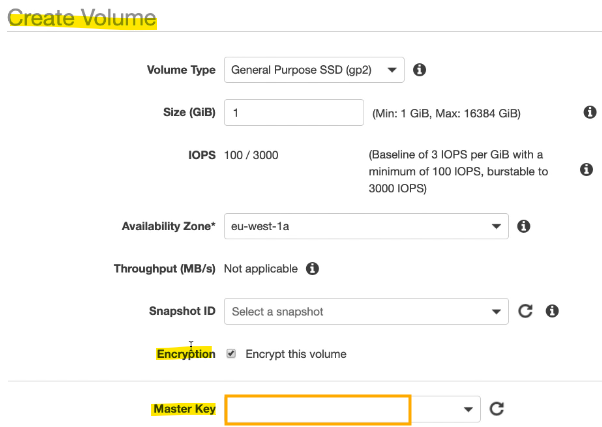 Create Volume
Volume Type General Purpose SSD (gp2)
Size (GiB) 1 (Min: 1 GiB, Max: 16384 GiB)
IOPS 100 / 3000 (Baseline of 3 IOPS per GiB with a
minimum of 100 IOPS, burstable to
3000 IOPS)
Availability Zone* eu-west-1a
Throughput (MB/s) Not applicable
Snapshot ID Select a snapshot
Encryption Encrypt this volume
Master Key